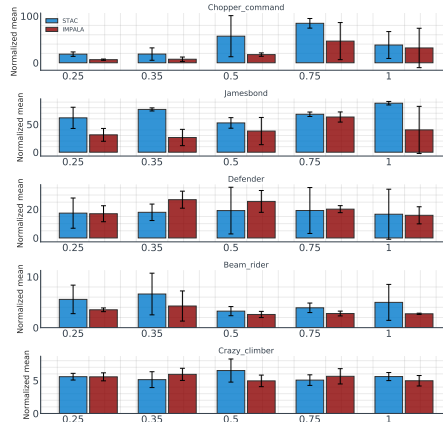 Chopper_command
Normalized mean
100
0
STAC
IMPALA
0.25 0.35 0.5 0.75 1
Jamesbond
Normalized mean
50
0
0.25 0.35 0.5 0.75 1
Defender
Normalized mean
20
0
0.25 0.35 0.5 0.75 1
Beam_rider
Normalized mean
10
0
0.25 0.35 0.5 0.75 1
Crazy_climber
Normalized mean
5
0
0.25 0.35 0.5 0.75 1